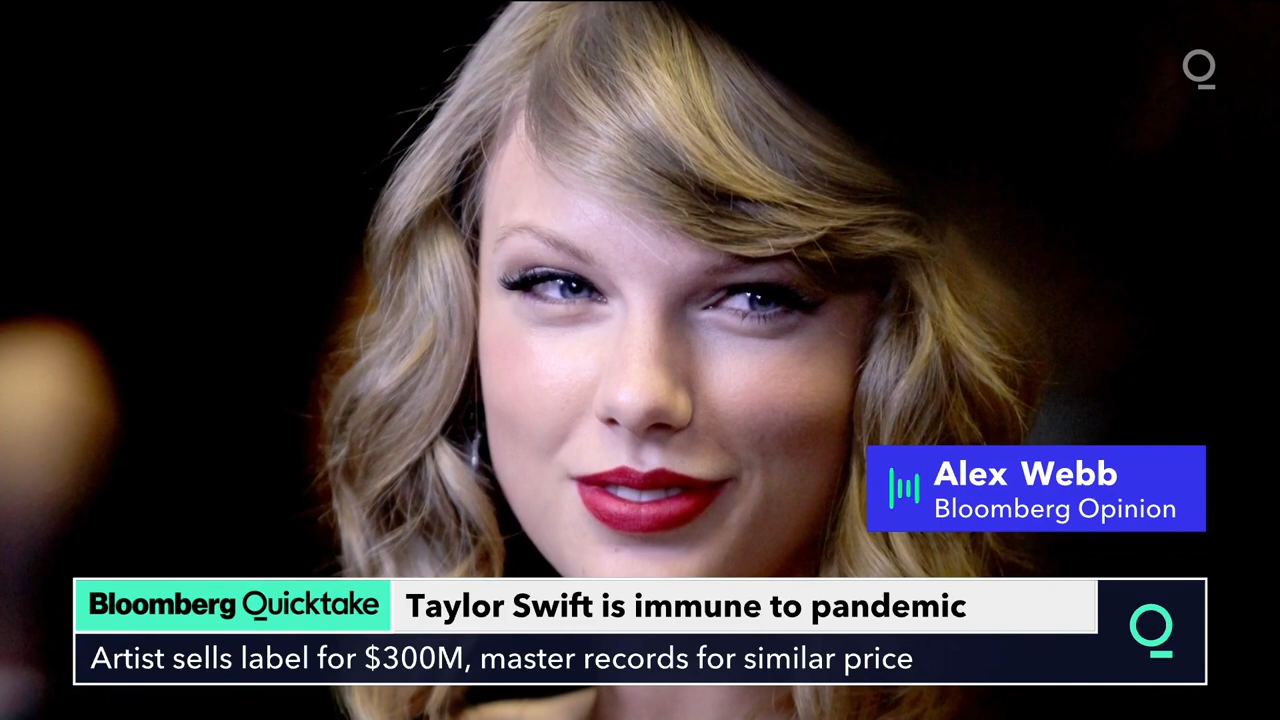 Alex Webb
Bloomberg Opinion
Bloomberg Quicktake
Taylor Swift is immune to pandemic
Artist sells label for $300M, master records for similar price